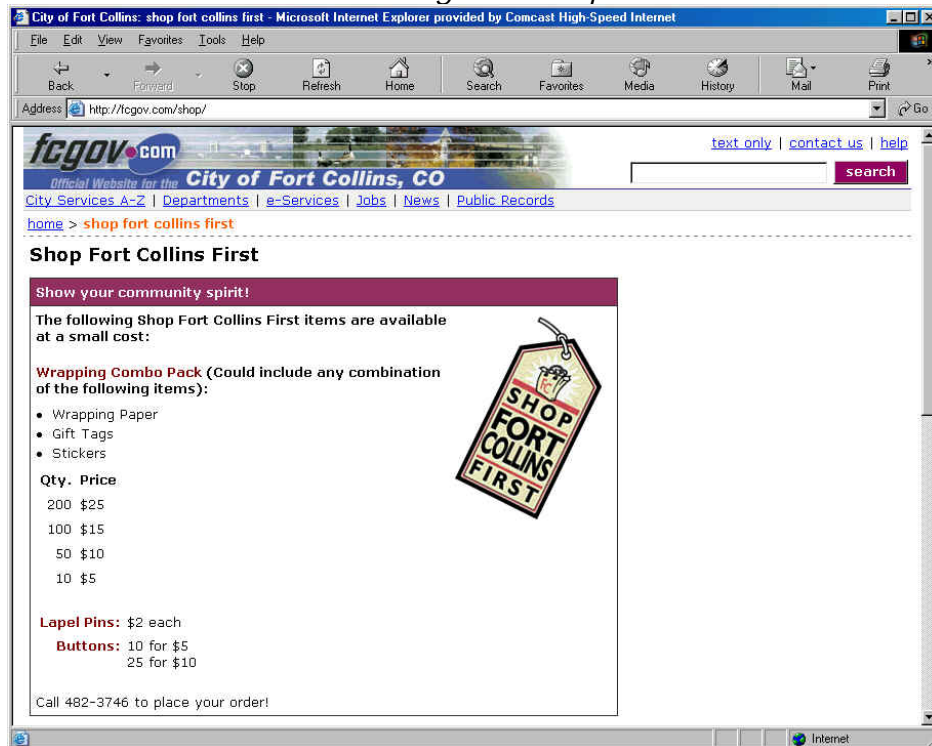 City of Fort Collins: shop fort collins first - Microsoft Internet Explorer provided by Comcast High-Speed Internet
File Edit View Favorites Tools Help
Back Forward Stop Refresh Home Search Favorites Media History Mail Print
Address http://fcgov.com/shop/ Go
fcgov.com
text only | contact us | help
Official Website for the City of Fort Collins, CO
search
City Services A-Z | Departments | e-Services | Jobs | News | Public Records
home > shop fort collins first
Shop Fort Collins First
Show your community spirit!
The following Shop Fort Collins First items are available
at a small cost:
Wrapping Combo Pack (Could include any combination
of the following items):
• Wrapping Paper
• Gift Tags
• Stickers
FC
SHOP
FORT
COLLINS
FIRST
Qty. Price
200 $25
100 $15
50 $10
10 $5
Lapel Pins: $2 each
Buttons: 10 for $5
25 for $10
Call 482-3746 to place your order!
Internet